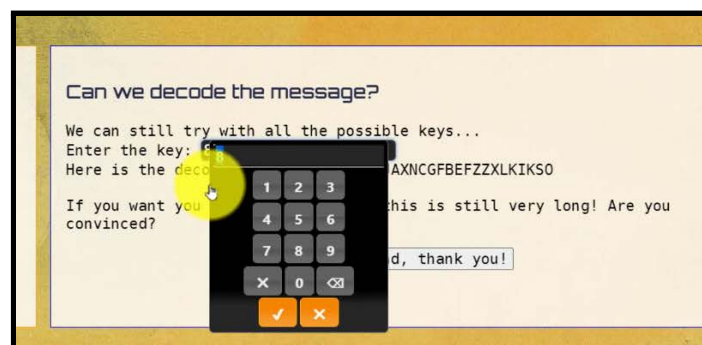 Can we decode the message?
We can still try with all the possible keys...
Enter the key: 8
8
Here is the deco AXNCGFBEFZZXLKIKSO
If you want you this is still very long! Are you
convinced?
d, thank you!
1 2 3
4 5 6
7 8 9
✕ 0 ⌫
✓ ✕